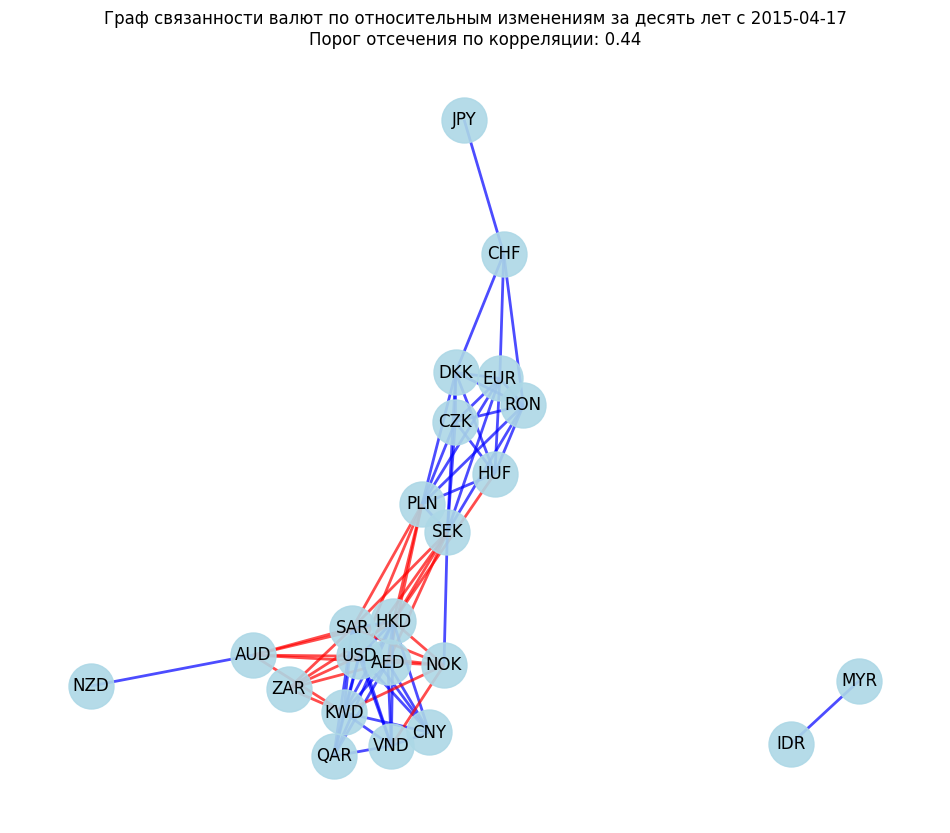 Граф связанности валют по относительным изменениям за десять лет с 2015-04-17
Порог отсечения по корреляции: 0.44
JPY
CHF
DKK
EUR
RON
CZK
HUF
PLN
SEK
HKD
SAR
AUD
USD
AED
NOK
NZD
ZAR
MYR
KWD
CNY
VND
IDR
QAR